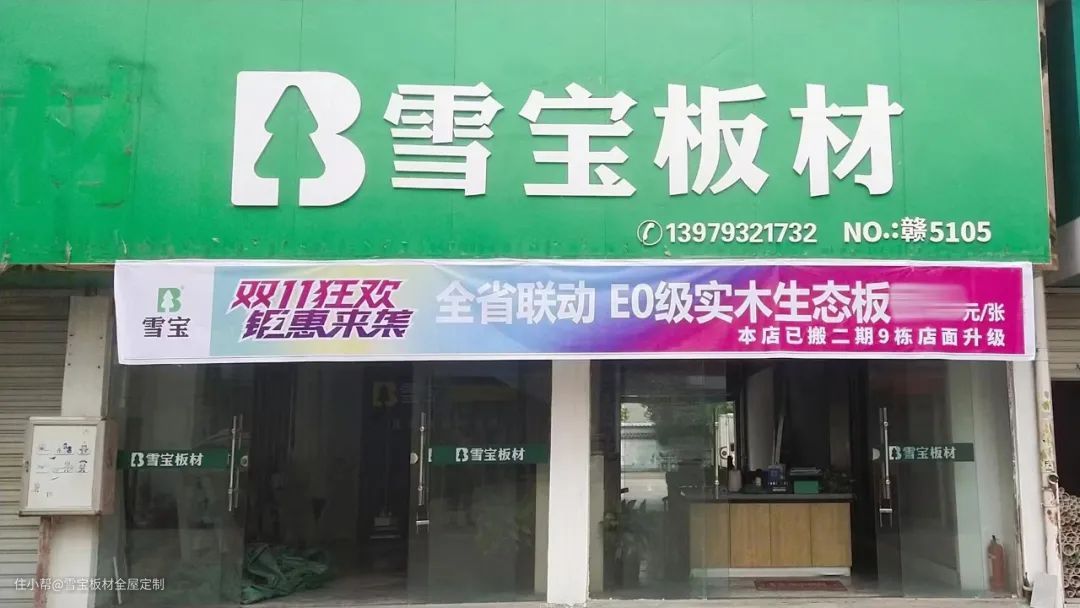 雪宝板材
13979321732 NO.:赣5105
雪宝
双11狂欢
钜惠来袭
全省联动 E0级实木生态板 元/张
本店已搬二期9栋店面升级
雪宝板材
雪宝板材
雪宝板材
住小帮@雪宝板材全屋定制